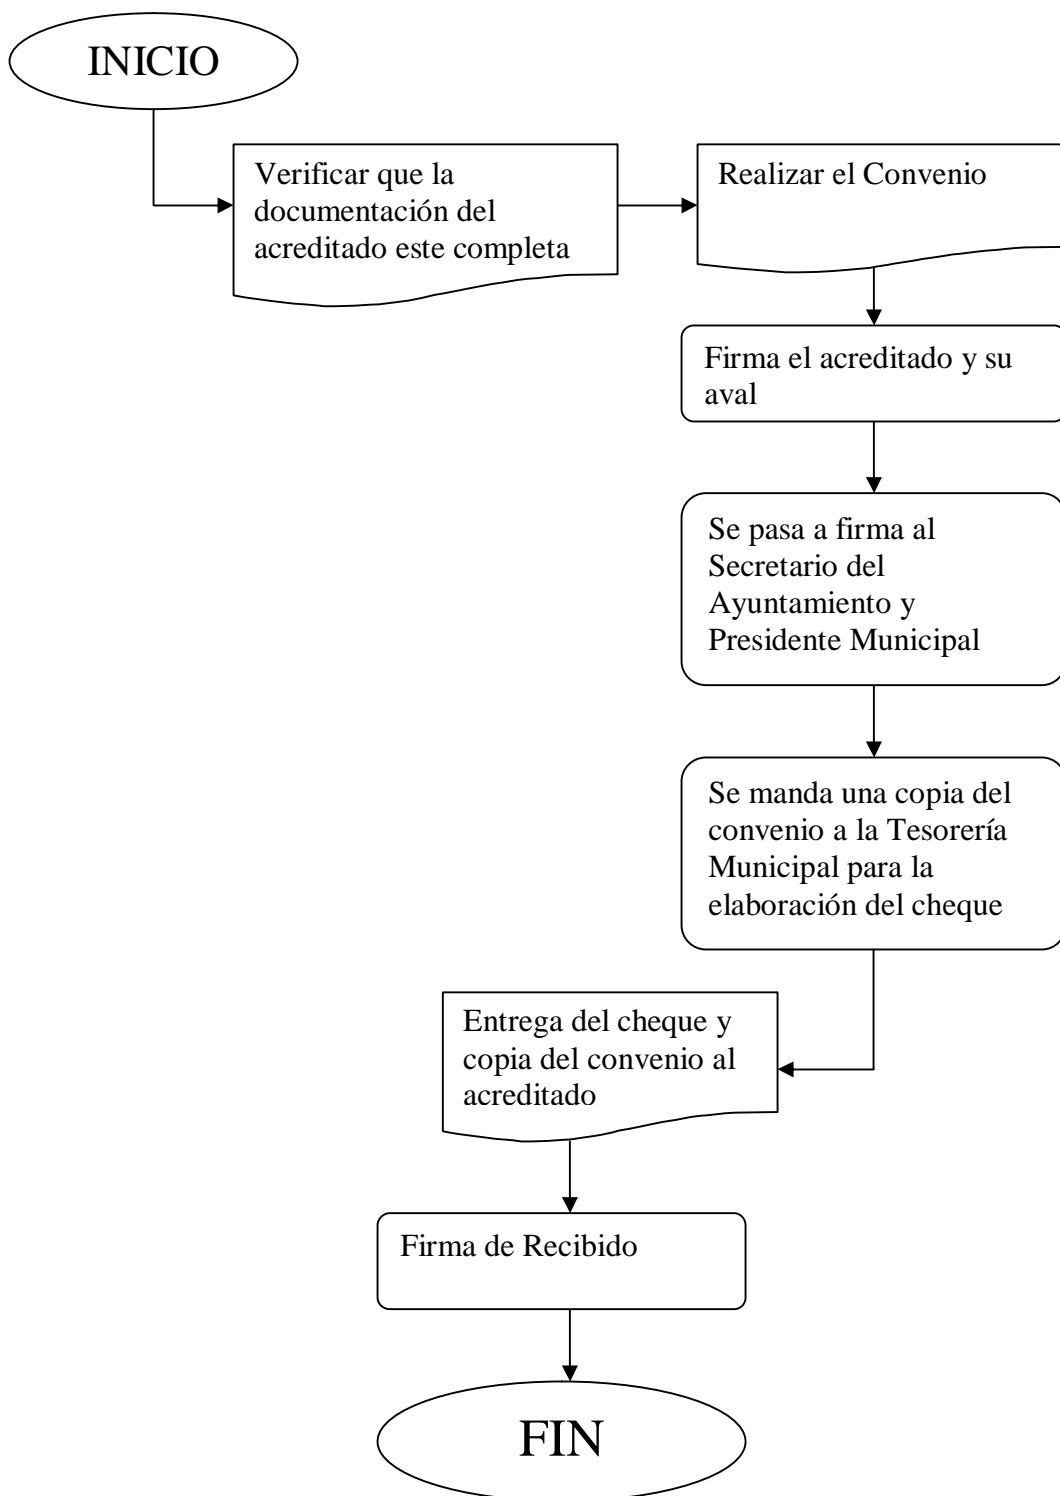 INICIO
Verificar que la
documentación del
acreditado este completa
Realizar el Convenio
Firma el acreditado y su
aval
Se pasa a firma al
Secretario del
Ayuntamiento y
Presidente Municipal
Se manda una copia del
convenio a la Tesorería
Municipal para la
elaboración del cheque
Entrega del cheque y
copia del convenio al
acreditado
Firma de Recibido
FIN